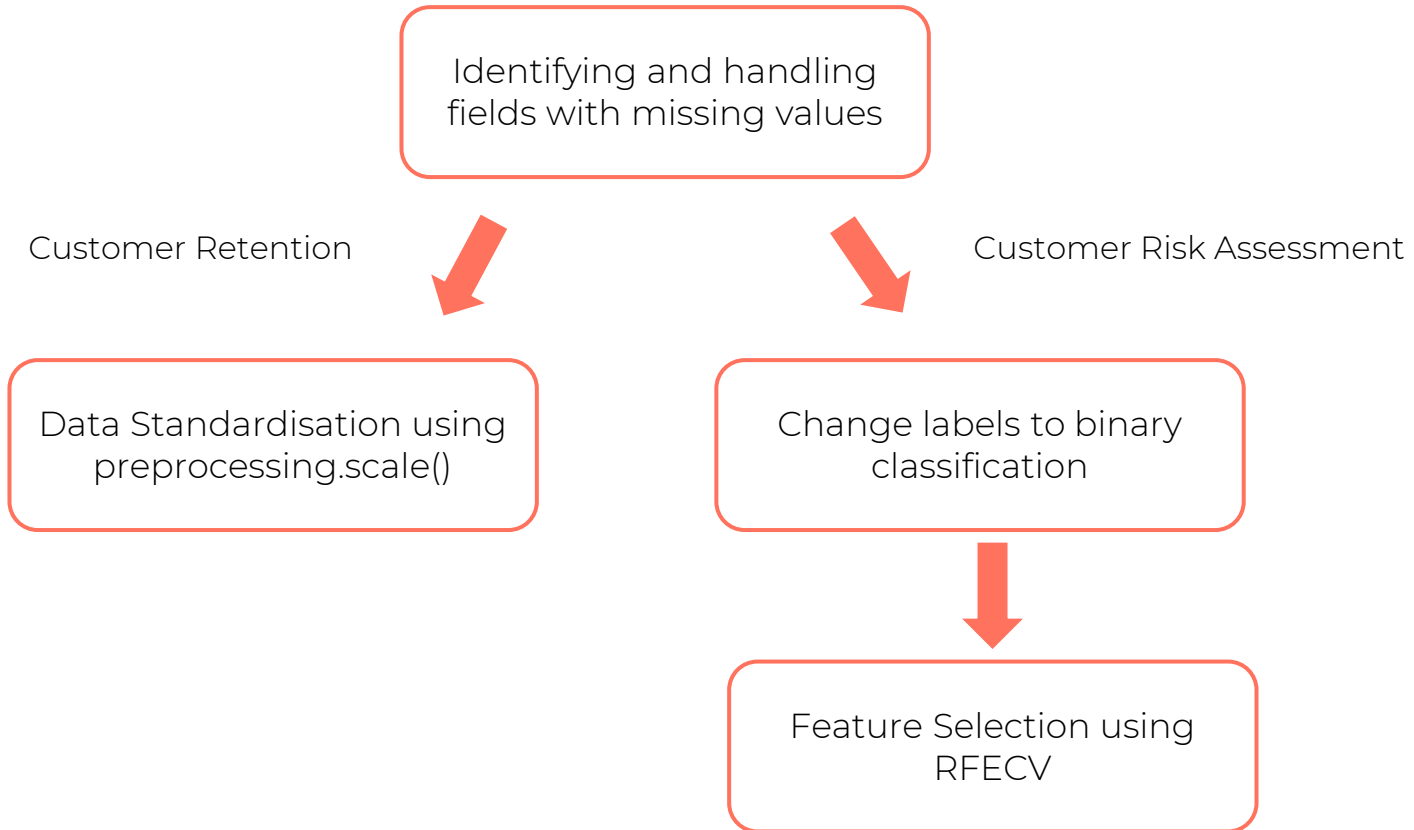 Identifying and handling
fields with missing values
Customer Retention
Customer Risk Assessment
Data Standardisation using
preprocessing.scale()
Change labels to binary
classification
Feature Selection using
RFECV